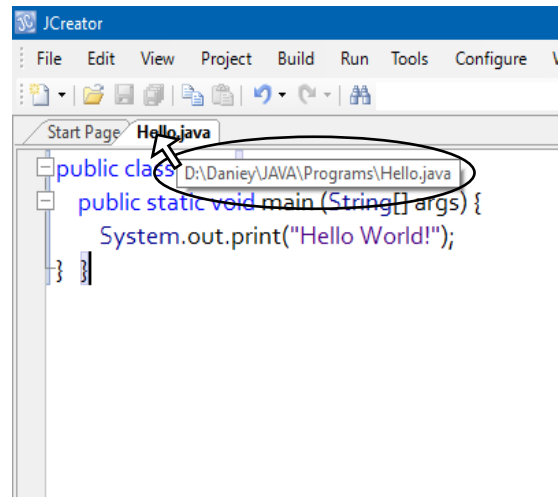 JCreator
File Edit View Project Build Run Tools Configure
Start Page Hello.java
public class
D:\Daniey\JAVA\Programs\Hello.java
public static void main (String[] args) {
System.out.print("Hello World!");
} }